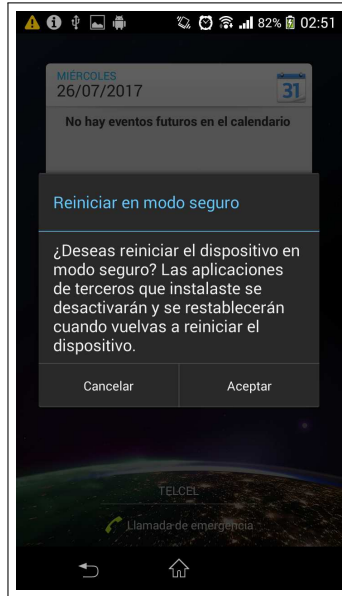 82% 02:51
MIÉRCOLES
26/07/2017
31
No hay eventos futuros en el calendario
Reiniciar en modo seguro
¿Deseas reiniciar el dispositivo en
modo seguro? Las aplicaciones
de terceros que instalaste se
desactivarán y se restablecerán
cuando vuelvas a reiniciar el
dispositivo.
Cancelar Aceptar
TELCEL
Llamada de emergencia